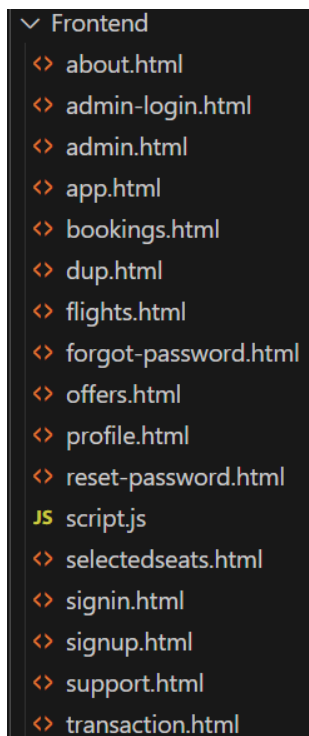 Frontend
<> about.html
<> admin-login.html
<> admin.html
<> app.html
<> bookings.html
<> dup.html
<> flights.html
<> forgot-password.html
<> offers.html
<> profile.html
<> reset-password.html
JS script.js
<> selectedseats.html
<> signin.html
<> signup.html
<> support.html
<> transaction.html